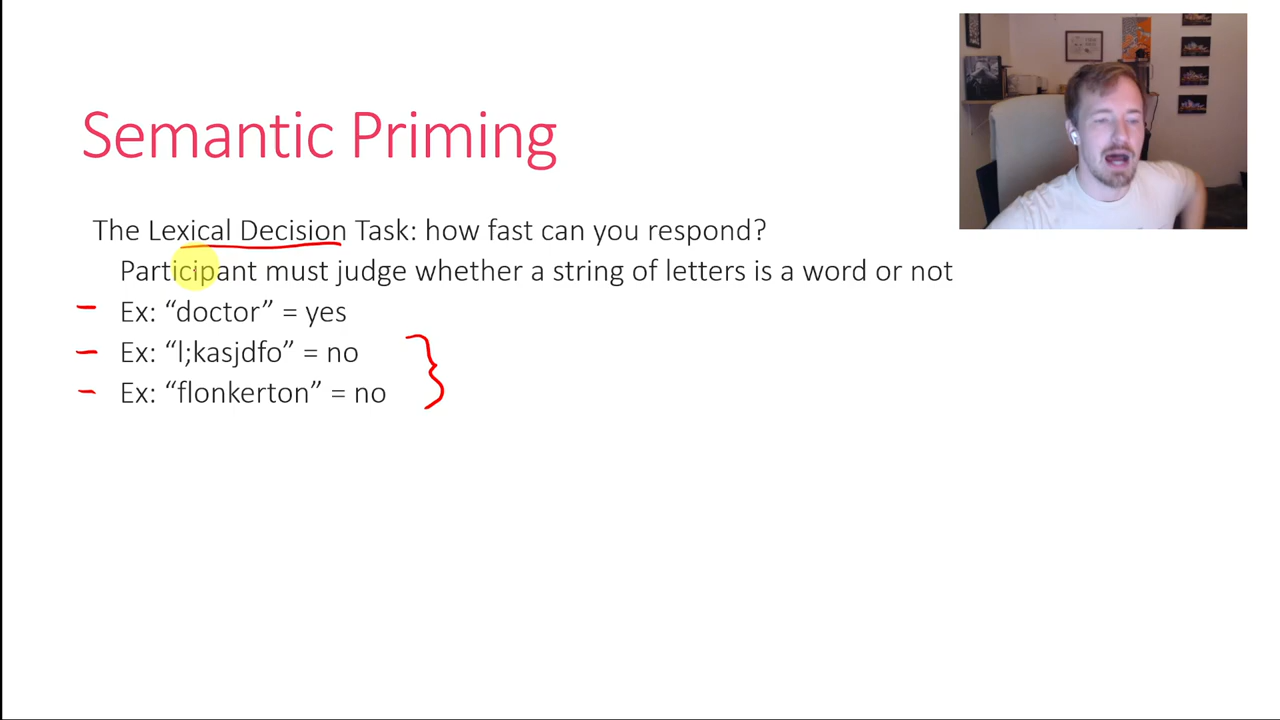 Semantic Priming
The Lexical Decision Task: how fast can you respond?
Participant must judge whether a string of letters is a word or not
Ex: “doctor” = yes
Ex: “l;kasjdfo” = no
Ex: “flonkerton” = no